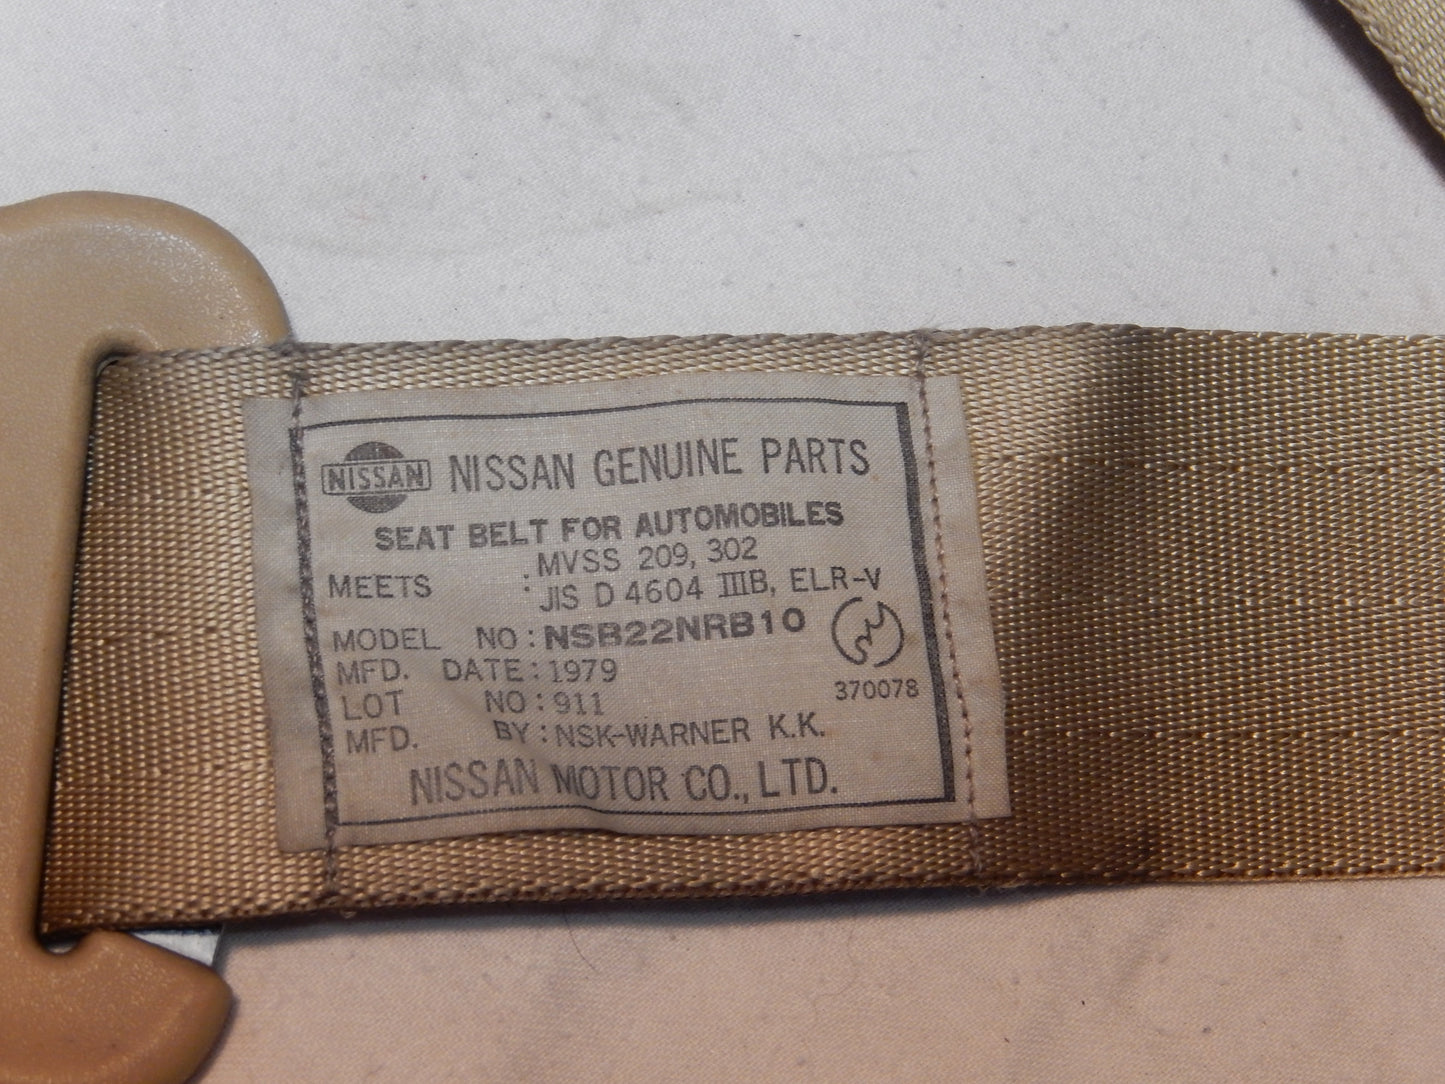 NISSAN NISSAN GENUINE PARTS
SEAT BELT FOR AUTOMOBILES
MEETS : MVSS 209, 302
JIS D 4604 IIIB, ELR-V
MODEL NO: NSB22NRB10
MFD. DATE: 1979
370078
LOT NO: 911
MFD. BY: NSK-WARNER K.K.
NISSAN MOTOR CO., LTD.